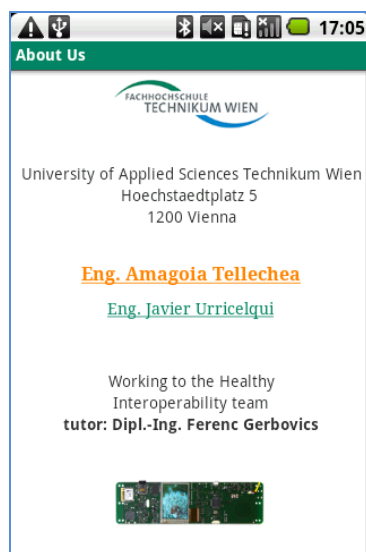 17:05
About Us
FACHHOCHSCHULE
TECHNIKUM WIEN
University of Applied Sciences Technikum Wien
Hoechstaedtplatz 5
1200 Vienna
Eng. Amagoia Tellechea
Eng. Javier Urricelqui
Working to the Healthy
Interoperability team
tutor: Dipl.-Ing. Ferenc Gerbovics